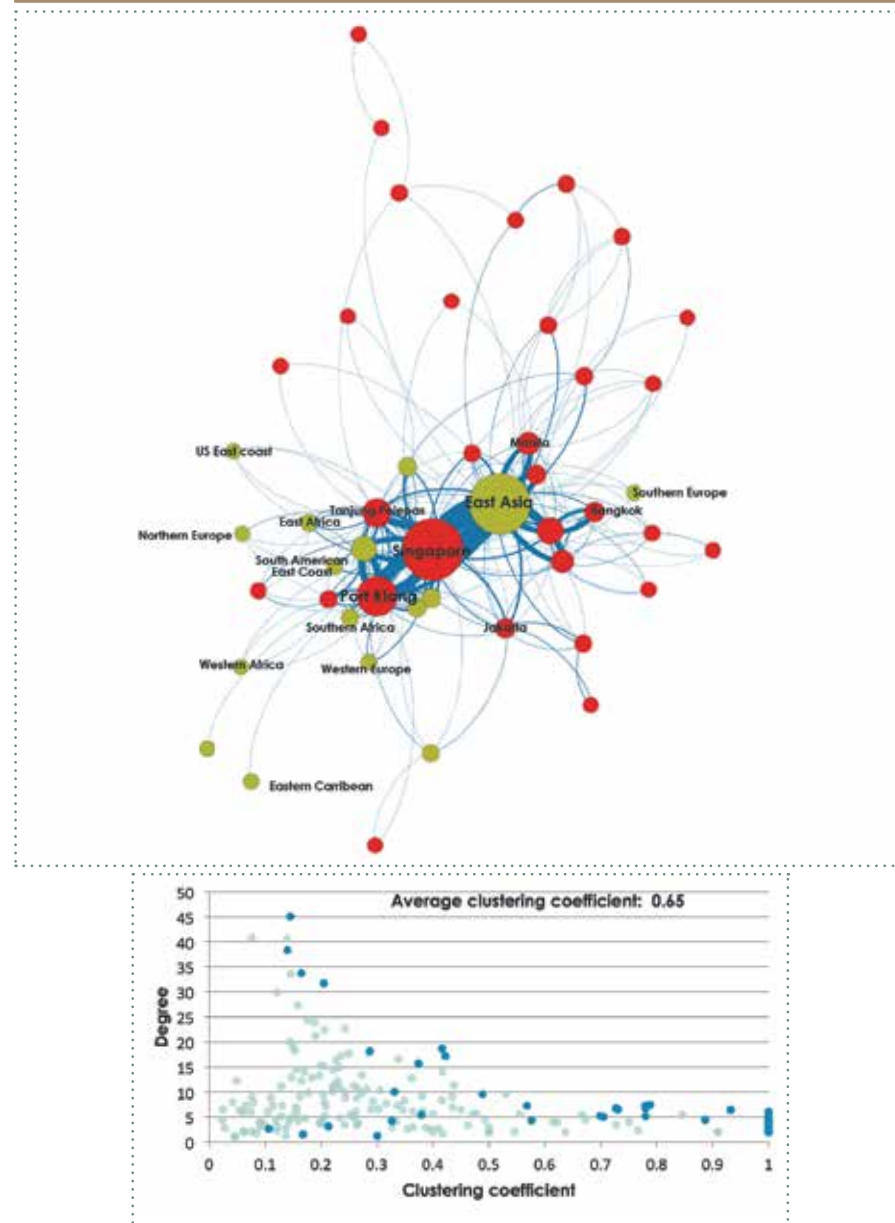 Manila
US East coast
East Asia
Southern Europe
Tanjung Pelepas
Bangkok
East Africa
Northern Europe
Singapore
South American
East Coast
Port Klang
Southern Africa
Jakarta
Western Africa
Western Europe
Eastern Carribean
Average clustering coefficient: 0.65
50
45
40
35
30
25
20
15
10
5
0
Degree
0 0.1 0.2 0.3 0.4 0.5 0.6 0.7 0.8 0.9 1
Clustering coefficient